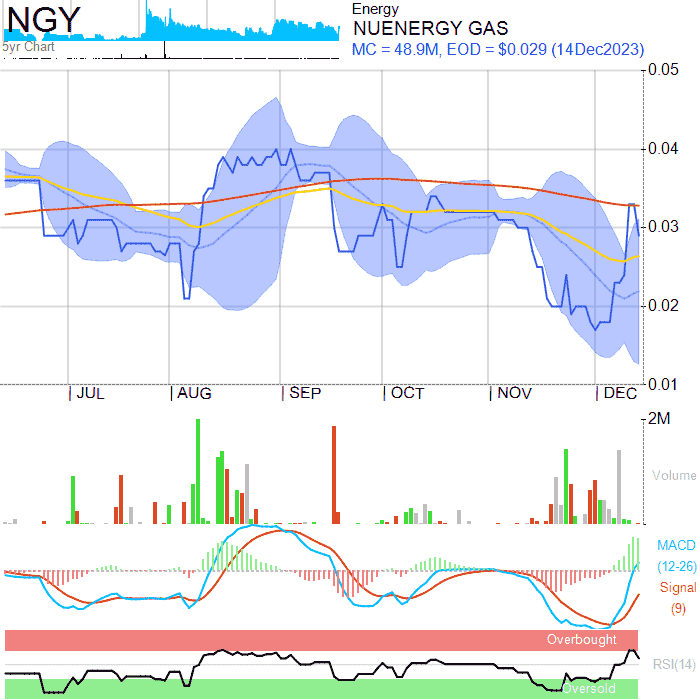 NGY
5yr Chart
Energy
NUENERGY GAS
MC = 48.9M, EOD = $0.029 (14Dec2023)
0.05
0.04
0.03
0.02
0.01
JUL
AUG
SEP
OCT
NOV
DEC
2M
Volume
MACD
(12-26)
Signal
(9)
Overbought
RSI(14)
Oversold